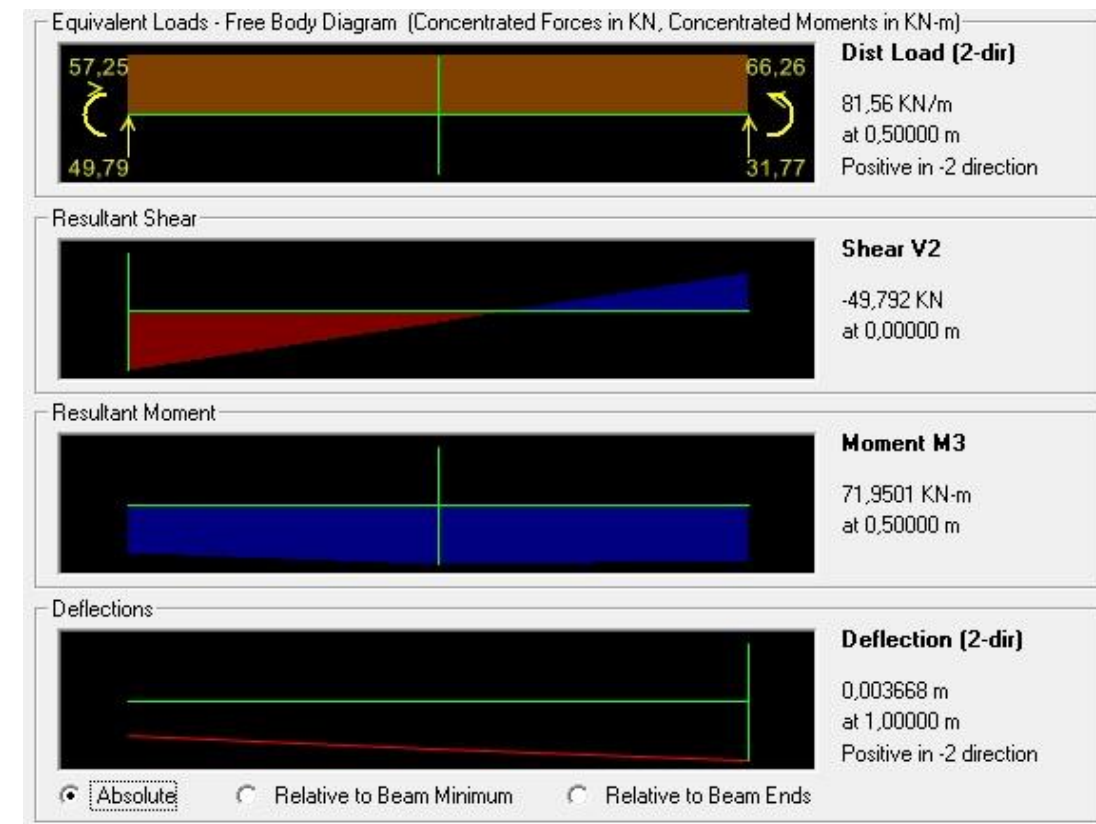 Equivalent Loads - Free Body Diagram (Concentrated Forces in KN, Concentrated Moments in KN-m)
57,25
66,26
49,79
31,77
Dist Load (2-dir)
81,56 KN/m
at 0,50000 m
Positive in -2 direction
Resultant Shear
Shear V2
-49,792 KN
at 0,00000 m
Resultant Moment
Moment M3
71,9501 KN-m
at 0,50000 m
Deflections
Deflection (2-dir)
0,003668 m
at 1,00000 m
Positive in -2 direction
Absolute Relative to Beam Minimum Relative to Beam Ends